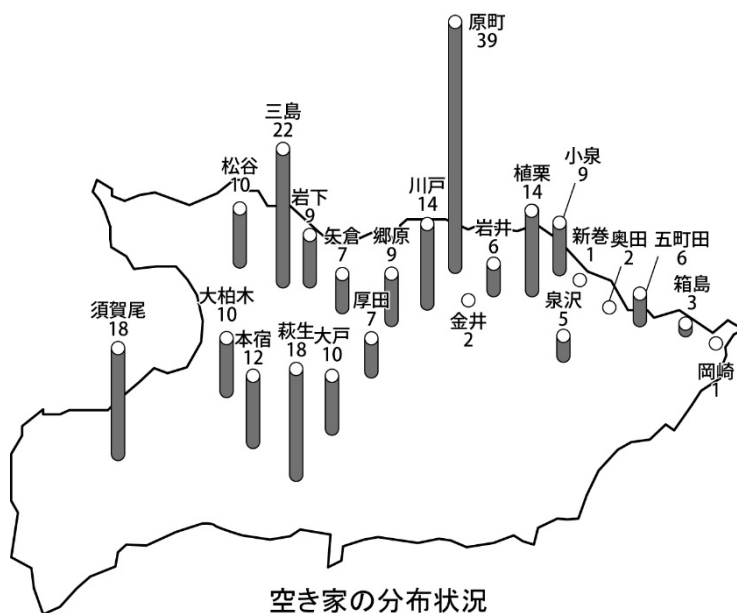 原町
39
三島
22
松谷
10
岩下
9
矢倉
7
郷原
9
川戸
14
岩井
6
植栗
14
小泉
9
新巻
1
奥田
2
五町田
6
箱島
3
岡崎
1
須賀尾
18
大柏木
10
本宿
12
萩生
18
大戸
10
厚田
7
金井
2
泉沢
5
空き家の分布状況